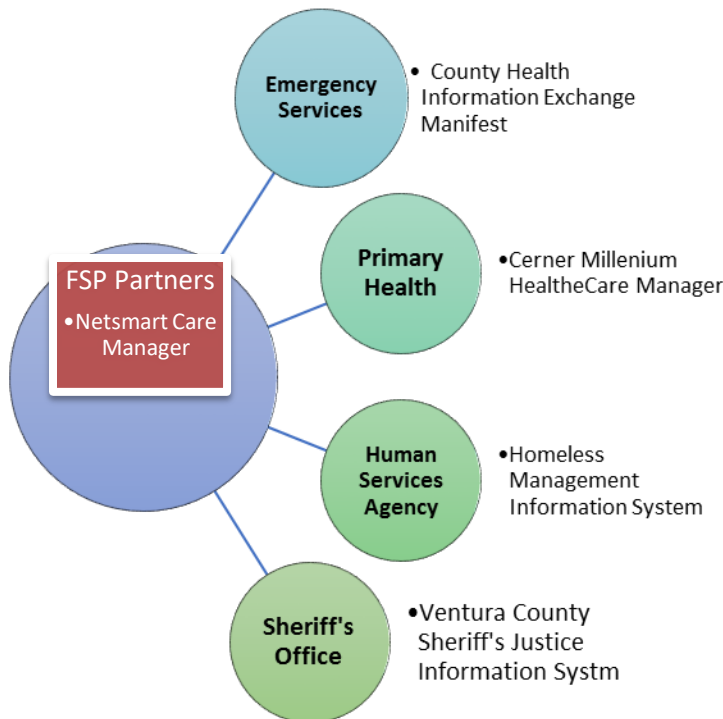 Emergency
Services
• County Health
Information Exchange
Manifest
FSP Partners
•Netsmart Care
Manager
Primary
Health
•Cerner Millenium
HealtheCare Manager
Human
Services
Agency
•Homeless
Management
Information System
Sheriff's
Office
•Ventura County
Sheriff's Justice
Information Systm